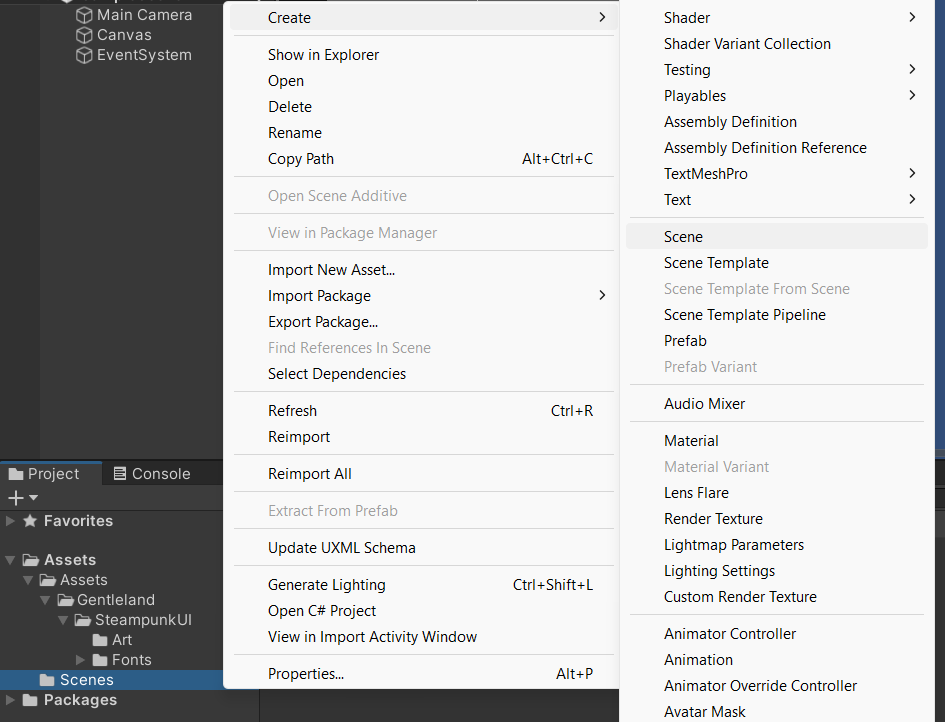 Main Camera
Canvas
EventSystem
Project
Console
Favorites
Assets
Assets
Gentleland
SteampunkUI
Art
Fonts
Scenes
Packages
Create
Show in Explorer
Open
Delete
Rename
Copy Path Alt+Ctrl+C
Open Scene Additive
View in Package Manager
Import New Asset...
Import Package
Export Package...
Find References In Scene
Select Dependencies
Refresh Ctrl+R
Reimport
Reimport All
Extract From Prefab
Update UXML Schema
Generate Lighting Ctrl+Shift+L
Open C# Project
View in Import Activity Window
Properties... Alt+P
Shader
Shader Variant Collection
Testing
Playables
Assembly Definition
Assembly Definition Reference
TextMeshPro
Text
Scene
Scene Template
Scene Template From Scene
Scene Template Pipeline
Prefab
Prefab Variant
Audio Mixer
Material
Material Variant
Lens Flare
Render Texture
Lightmap Parameters
Lighting Settings
Custom Render Texture
Animator Controller
Animation
Animator Override Controller
Avatar Mask